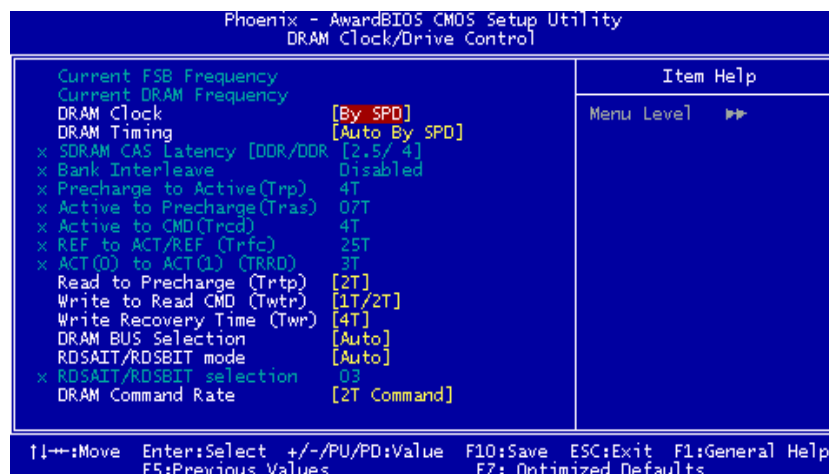 Phoenix - AwardBIOS CMOS Setup Utility
DRAM Clock/Drive Control
Current FSB Frequency
Current DRAM Frequency
DRAM Clock [By SPD]
DRAM Timing [Auto By SPD]
x SDRAM CAS Latency [DDR/DDR [2.5/ 4]
x Bank Interleave Disabled
x Precharge to Active(Trp) 4T
x Active to Precharge(Tras) 07T
x Active to CMD(Trcd) 4T
x REF to ACT/REF (Trfc) 25T
x ACT(0) to ACT(1) (TRRD) 3T
Read to Precharge (Trtp) [2T]
Write to Read CMD (Twtr) [1T/2T]
Write Recovery Time (Twr) [4T]
DRAM BUS Selection [Auto]
RDSAIT/RDSBIT mode [Auto]
x RDSAIT/RDSBIT selection 03
DRAM Command Rate [2T Command]
Item Help
Menu Level ▶▶
↑↓→←:Move Enter:Select +/-/PU/PD:Value F10:Save ESC:Exit F1:General Help
F5:Previous Values F7: Optimized Defaults